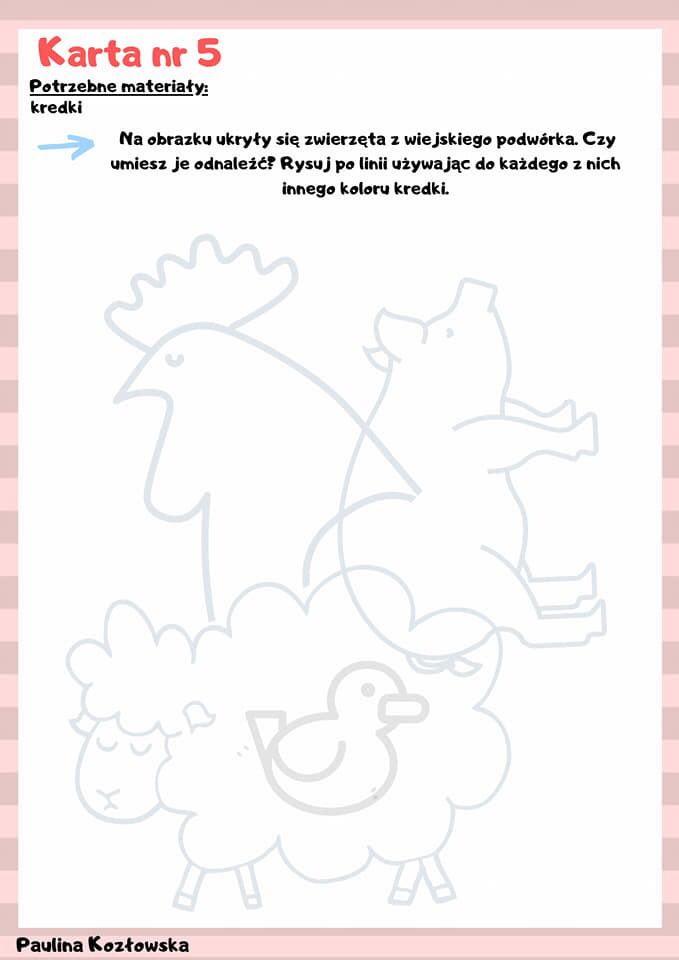 Karta nr 5
Potrzebne materiały:
kredki
Na obrazku ukryły się zwierzęta z wiejskiego podwórka. Czy
umiesz je odnaleźć? Rysuj po linii używając do każdego z nich
innego koloru kredki.
Paulina Kozłowska